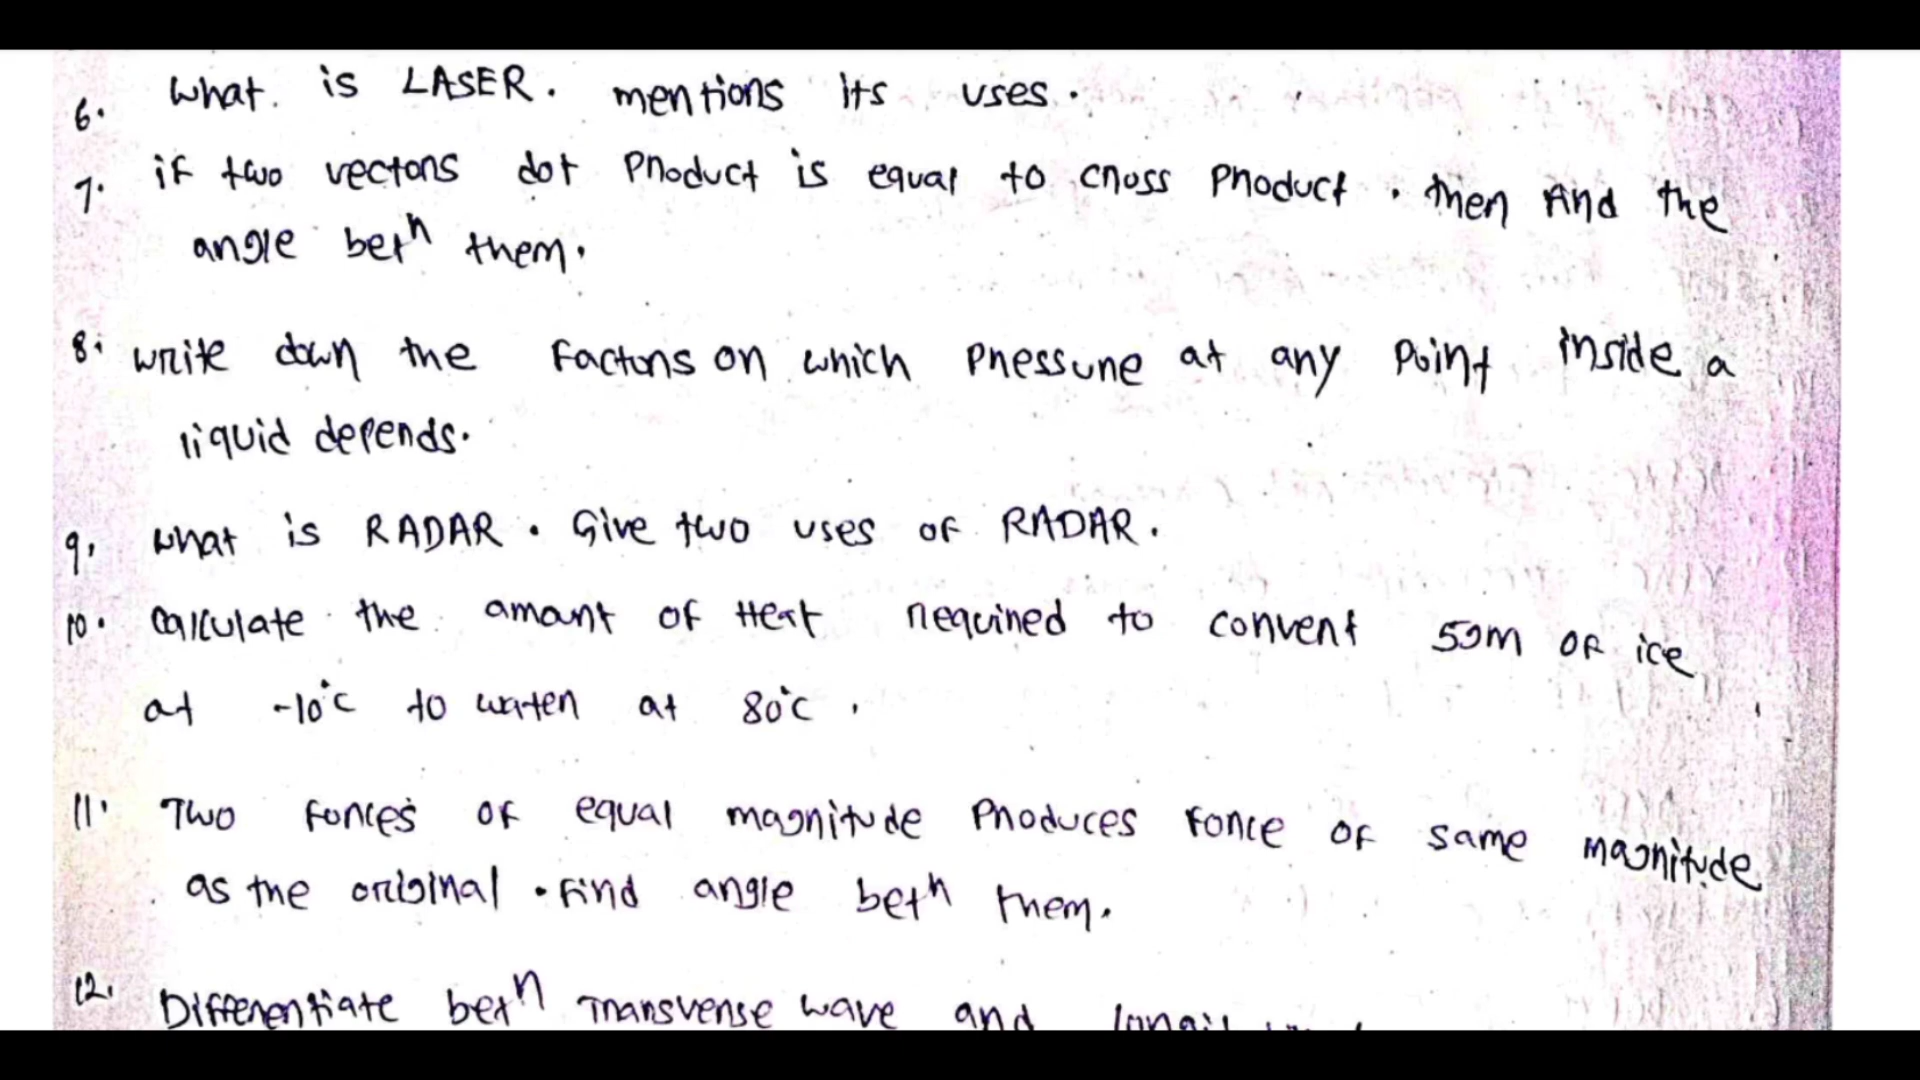 6. What is LASER. mentions its uses.
7. if two vectors dot Product is equal to cross Product. then find the
angle betn them.
8. write down the factors on which pressure at any point inside a
liquid depends.
9. what is RADAR. Give two uses of RADAR.
10. calculate the amant of Heat required to convert 5gm of ice
at -10°c to water at 80°c.
11. Two forces of equal magnitude Produces force of same magnitude
as the original. Find angle betn them.
12. Differentiate betn Transverse wave and